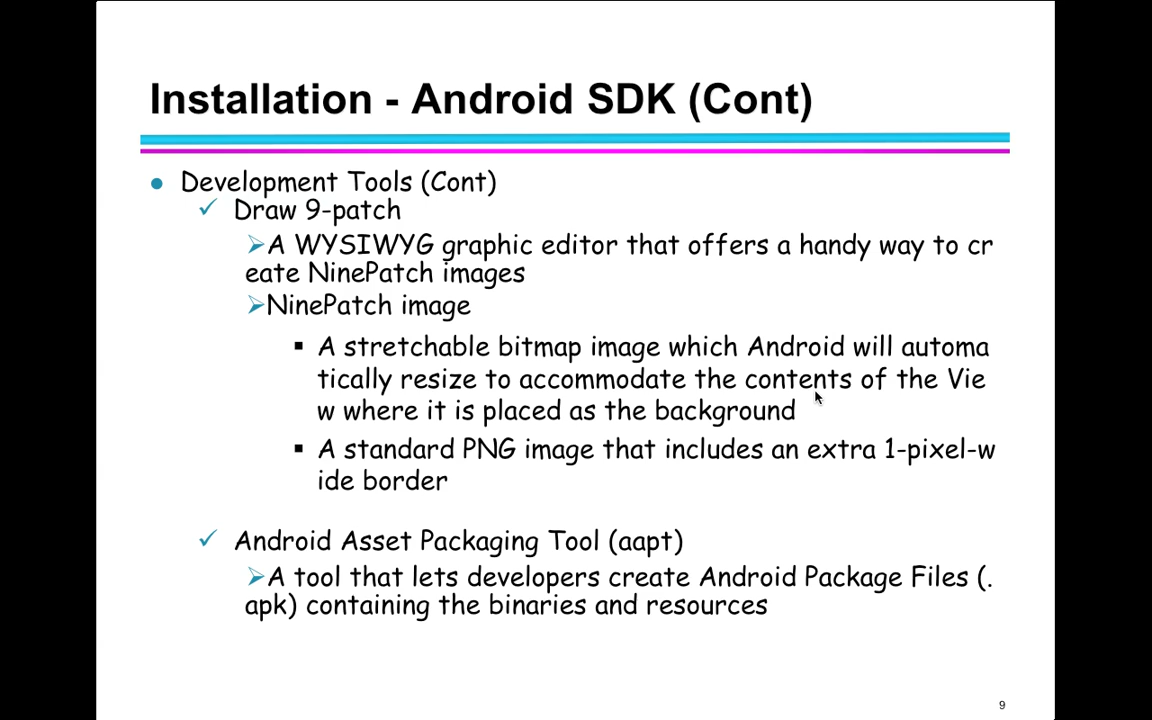 Installation - Android SDK (Cont)
Development Tools (Cont)
Draw 9-patch
A WYSIWYG graphic editor that offers a handy way to cr
eate NinePatch images
NinePatch image
A stretchable bitmap image which Android will automa
tically resize to accommodate the contents of the Vie
w where it is placed as the background
A standard PNG image that includes an extra 1-pixel-w
ide border
Android Asset Packaging Tool (aapt)
A tool that lets developers create Android Package Files (.
apk) containing the binaries and resources
9